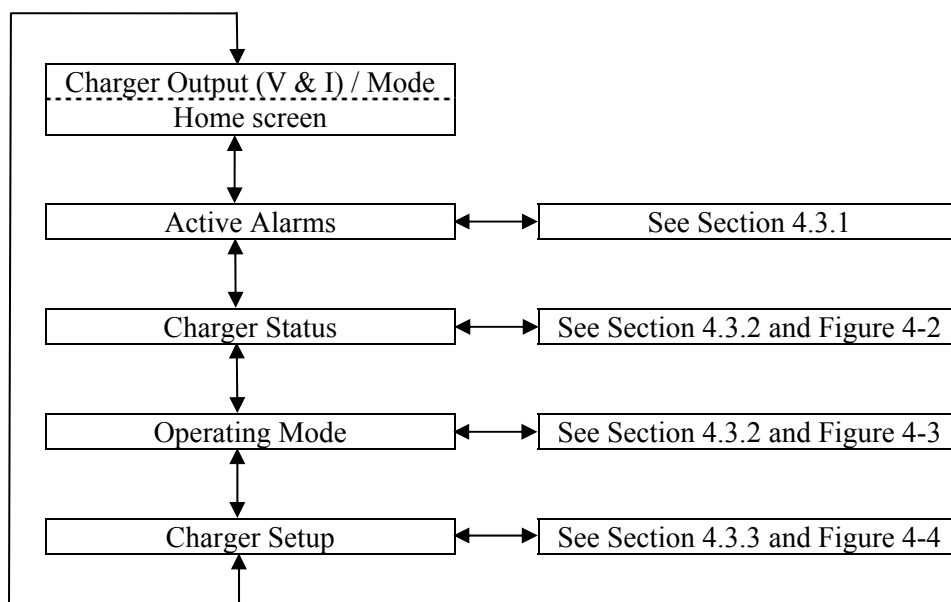 Charger Output (V & I) / Mode
Home screen
Active Alarms
See Section 4.3.1
Charger Status
See Section 4.3.2 and Figure 4-2
Operating Mode
See Section 4.3.2 and Figure 4-3
Charger Setup
See Section 4.3.3 and Figure 4-4